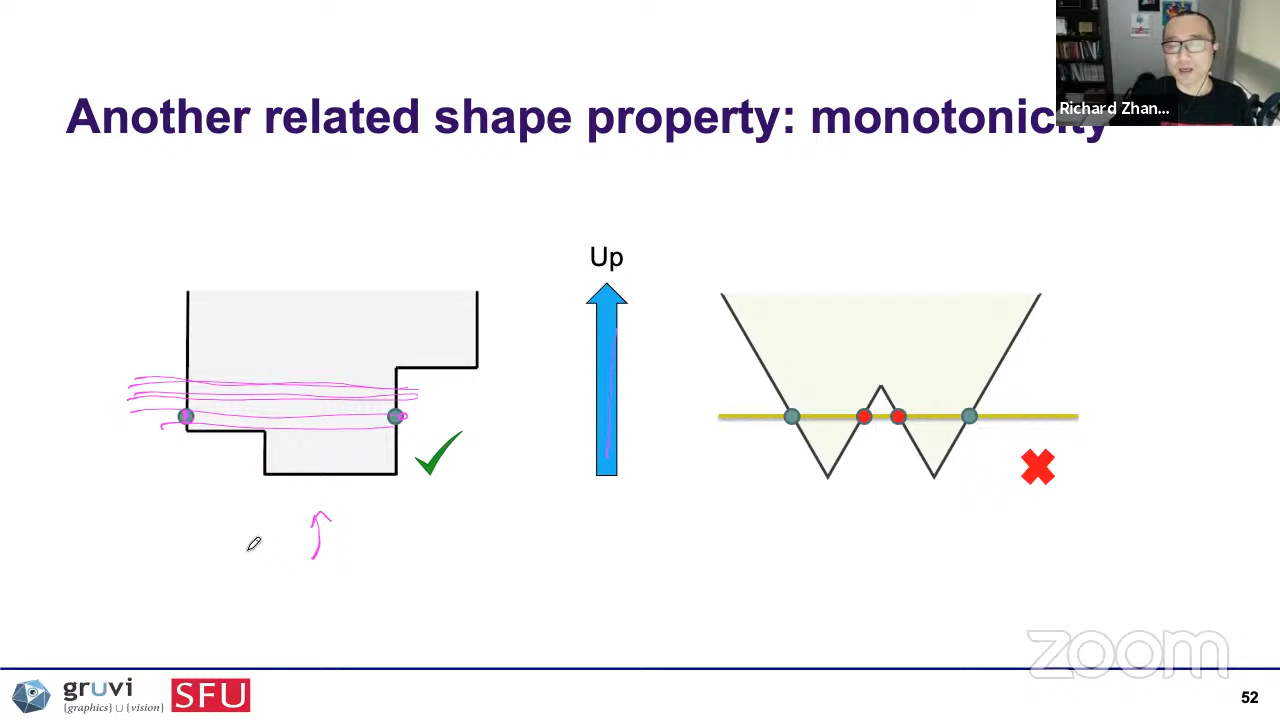 Another related shape property: monotonicity
Richard Zhan...
Up
zoom
gruvi
{graphics} ∪ {vision}
SFU
52